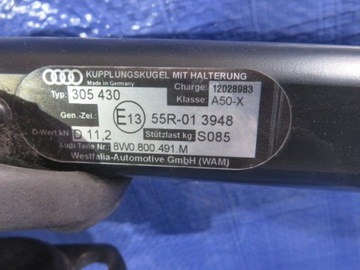 KUPPLUNGSKUGEL MIT HALTERUNG
Made in Germany
Charge: 12028983
Typ: 305 430
Klasse: A50-X
Gen.-Zei.: E13 55R-01 3948
D-Wert kN D 11,2 Stützlast kg: S085
Audi Teile Nr.: 8W0.800.491.M
Westfalia-Automotive GmbH (WAM)